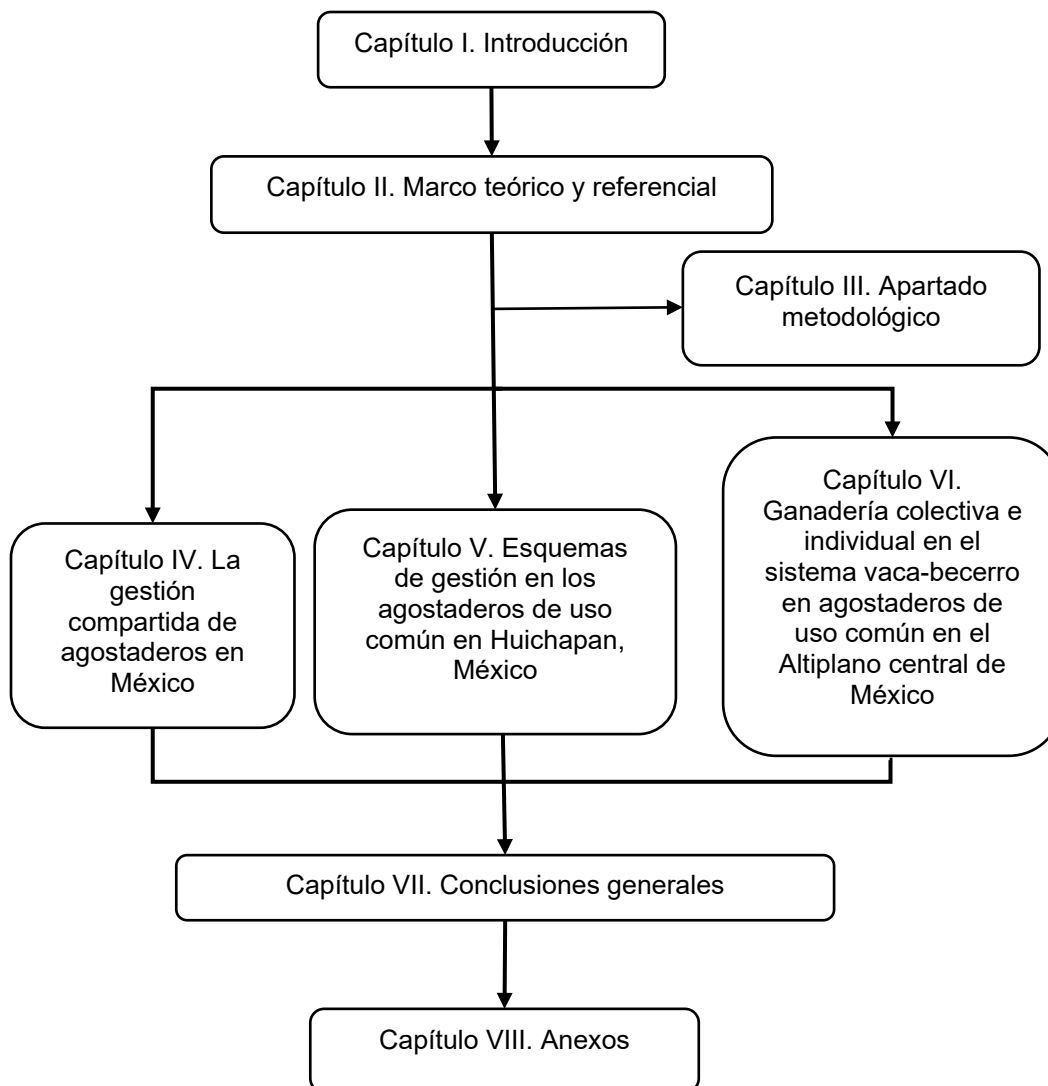 Capítulo I. Introducción
Capítulo II. Marco teórico y referencial
Capítulo III. Apartado
metodológico
Capítulo IV. La
gestión
compartida de
agostaderos en
México
Capítulo V. Esquemas
de gestión en los
agostaderos de uso
común en Huichapan,
México
Capítulo VI.
Ganadería colectiva e
individual en el
sistema vaca-becerro
en agostaderos de
uso común en el
Altiplano central de
México
Capítulo VII. Conclusiones generales
Capítulo VIII. Anexos